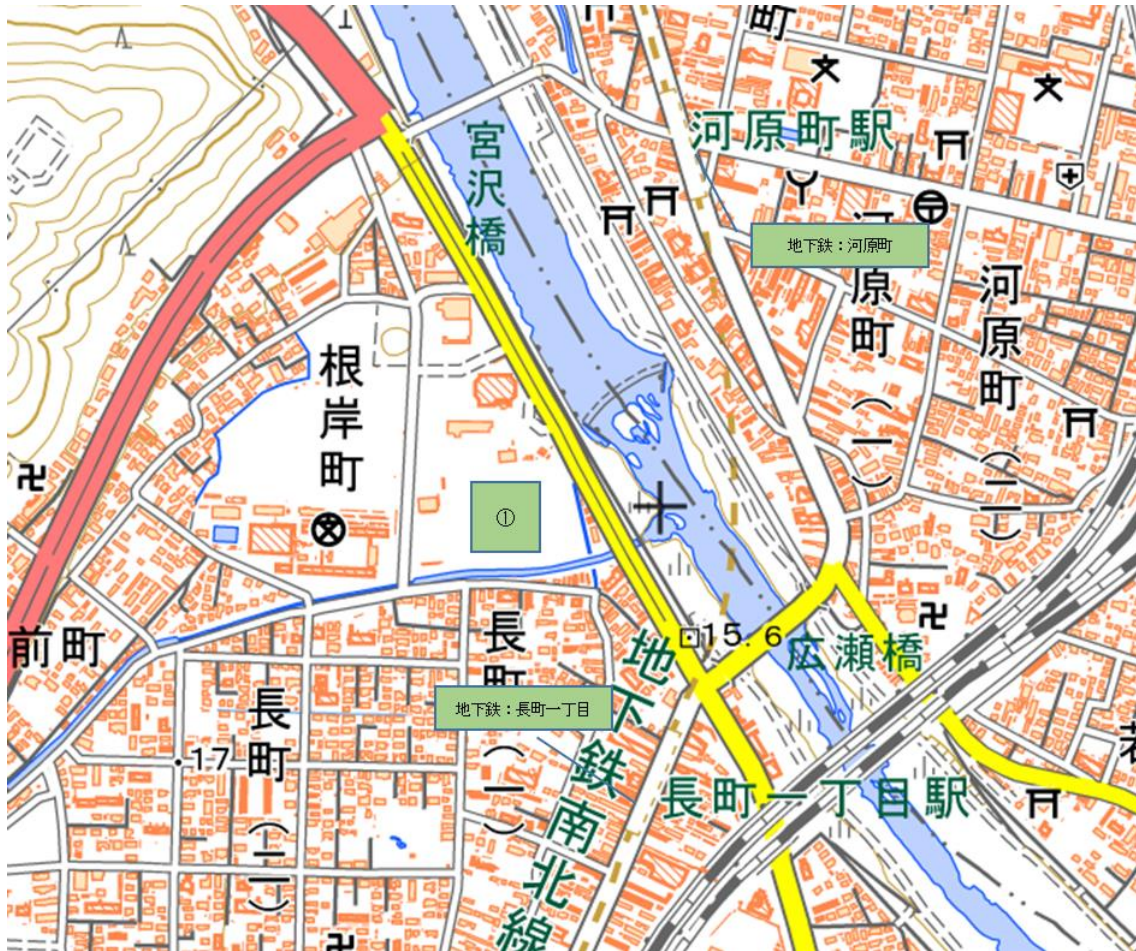 町
宮沢橋
河原町駅
地下鉄：河原町
河原町（一）
河原町（二）
根岸町
①
前町
長町（一）
15.6
広瀬橋
地下鉄：長町一丁目
長町（二）
17
地下鉄南北線
長町一丁目駅
若